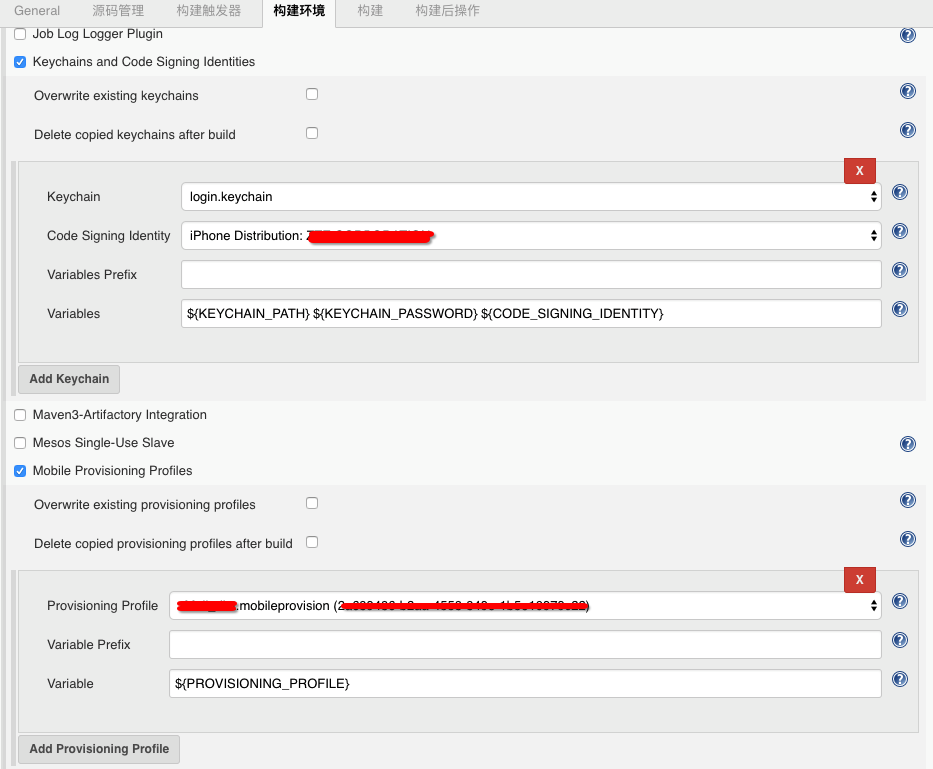 General 源码管理 构建触发器 构建环境 构建 构建后操作
Job Log Logger Plugin ?
Keychains and Code Signing Identities
Overwrite existing keychains ?
Delete copied keychains after build ?
X
Keychain login.keychain ?
Code Signing Identity iPhone Distribution: ?
Variables Prefix ?
Variables ${KEYCHAIN_PATH} ${KEYCHAIN_PASSWORD} ${CODE_SIGNING_IDENTITY} ?
Add Keychain
Maven3-Artifactory Integration
Mesos Single-Use Slave ?
Mobile Provisioning Profiles
Overwrite existing provisioning profiles ?
Delete copied provisioning profiles after build ?
X
Provisioning Profile .mobileprovision ( ) ?
Variable Prefix ?
Variable ${PROVISIONING_PROFILE} ?
Add Provisioning Profile